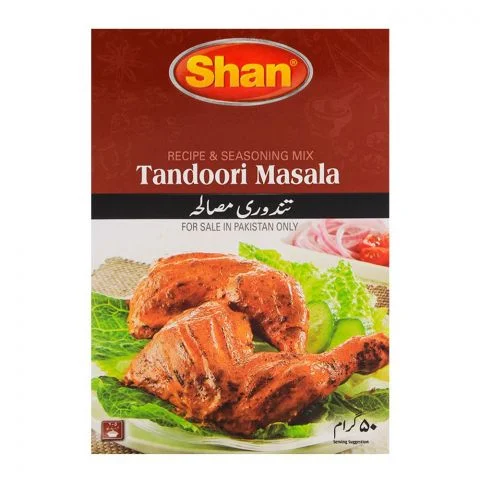 Shan®
RECIPE & SEASONING MIX
Tandoori Masala
تندوری مصالحہ
FOR SALE IN PAKISTAN ONLY
۵۰ گرام
Serving Suggestion